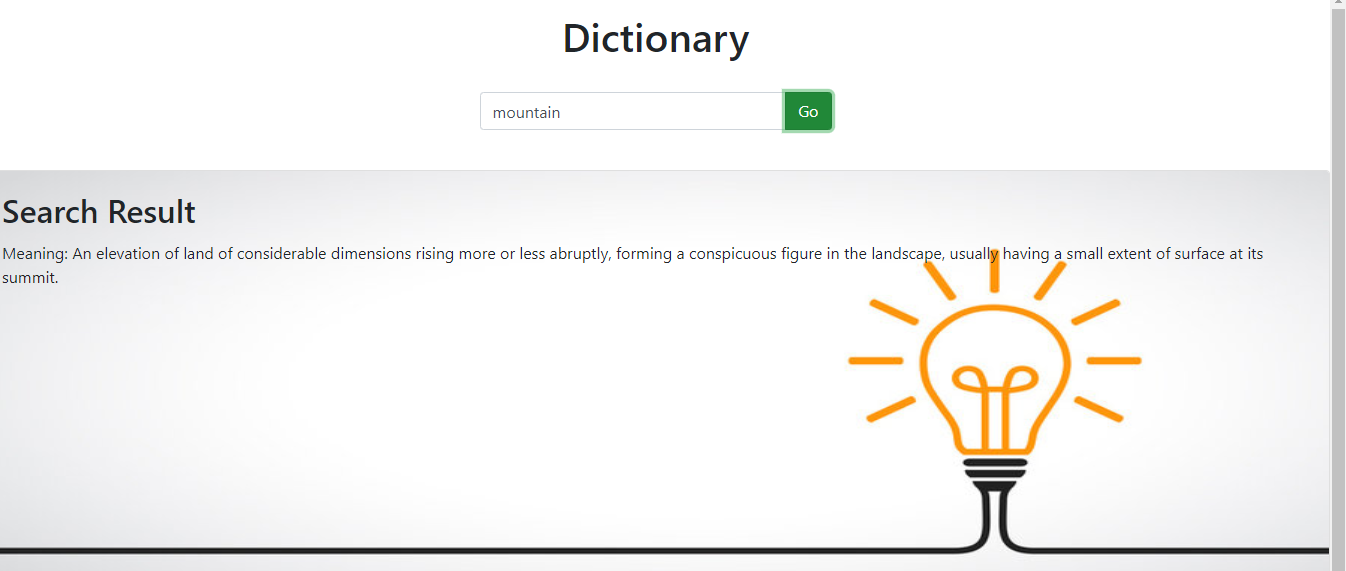 Dictionary
mountain
Go
Search Result
Meaning: An elevation of land of considerable dimensions rising more or less abruptly, forming a conspicuous figure in the landscape, usually having a small extent of surface at its
summit.